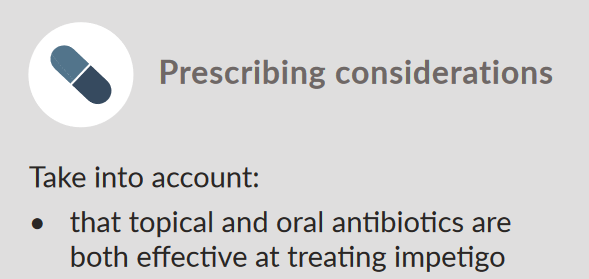 Prescribing considerations
Take into account:
• that topical and oral antibiotics are
both effective at treating impetigo